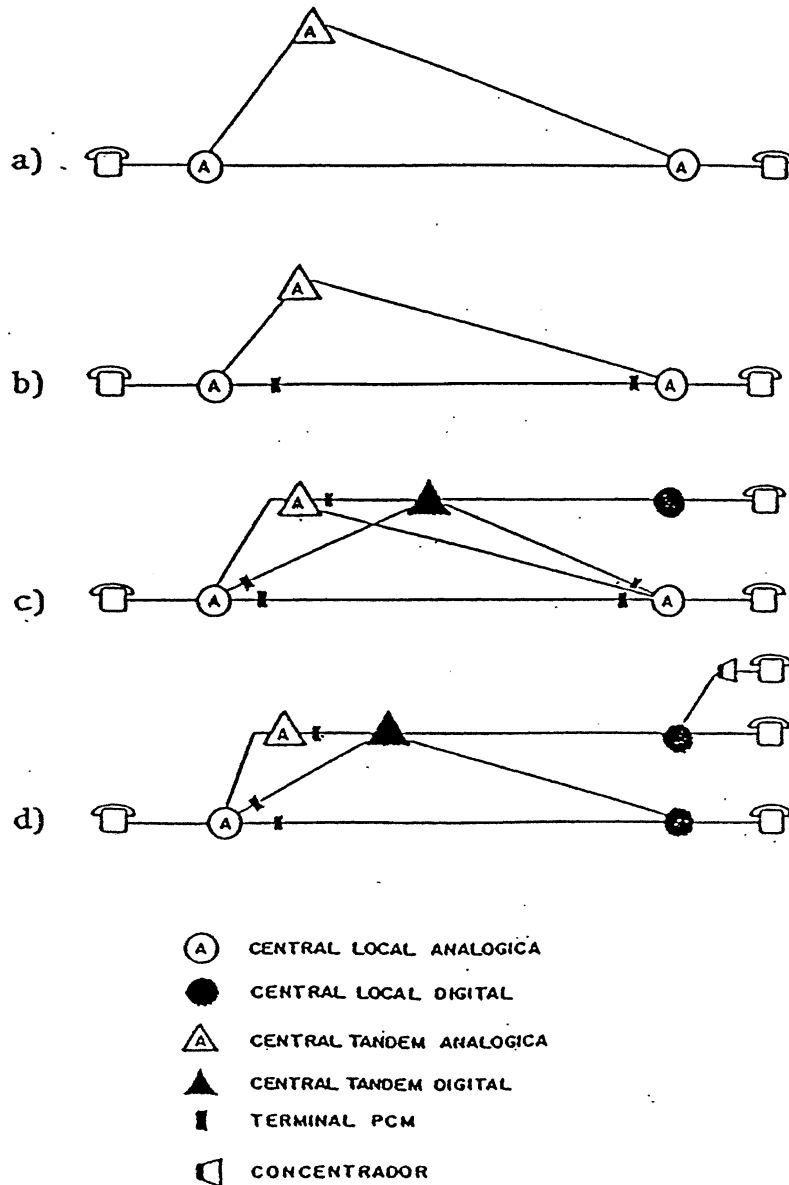 A
a)
A
A
A
b)
A
A
A
c)
A
A
A
d)
A
A CENTRAL LOCAL ANALOGICA
CENTRAL LOCAL DIGITAL
A CENTRAL TANDEM ANALOGICA
CENTRAL TANDEM DIGITAL
TERMINAL PCM
CONCENTRADOR